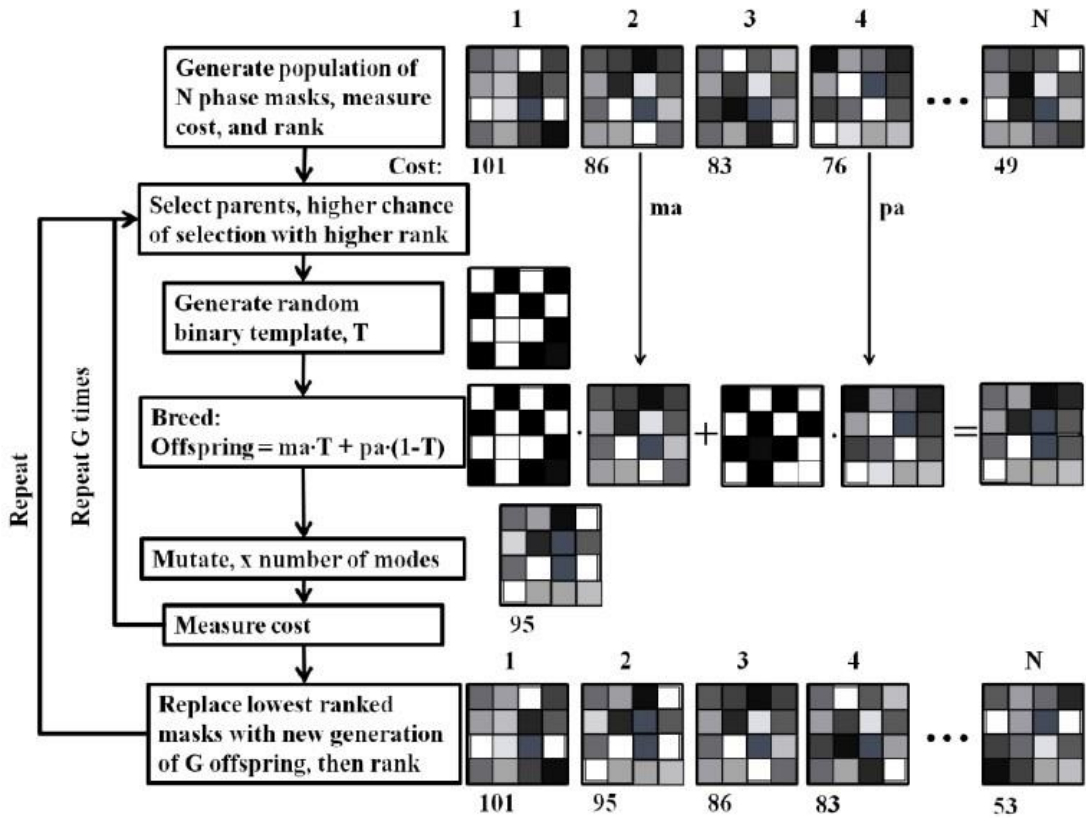 1 2 3 4 N
Generate population of
N phase masks, measure
cost, and rank
Cost: 101 86 83 76 49
Select parents, higher chance
of selection with higher rank
ma pa
Generate random
binary template, T
Breed:
Offspring = ma·T + pa·(1-T)
· + · =
Mutate, x number of modes
95
Measure cost
Repeat G times
Repeat
1 2 3 4 N
Replace lowest ranked
masks with new generation
of G offspring, then rank
101 95 86 83 53